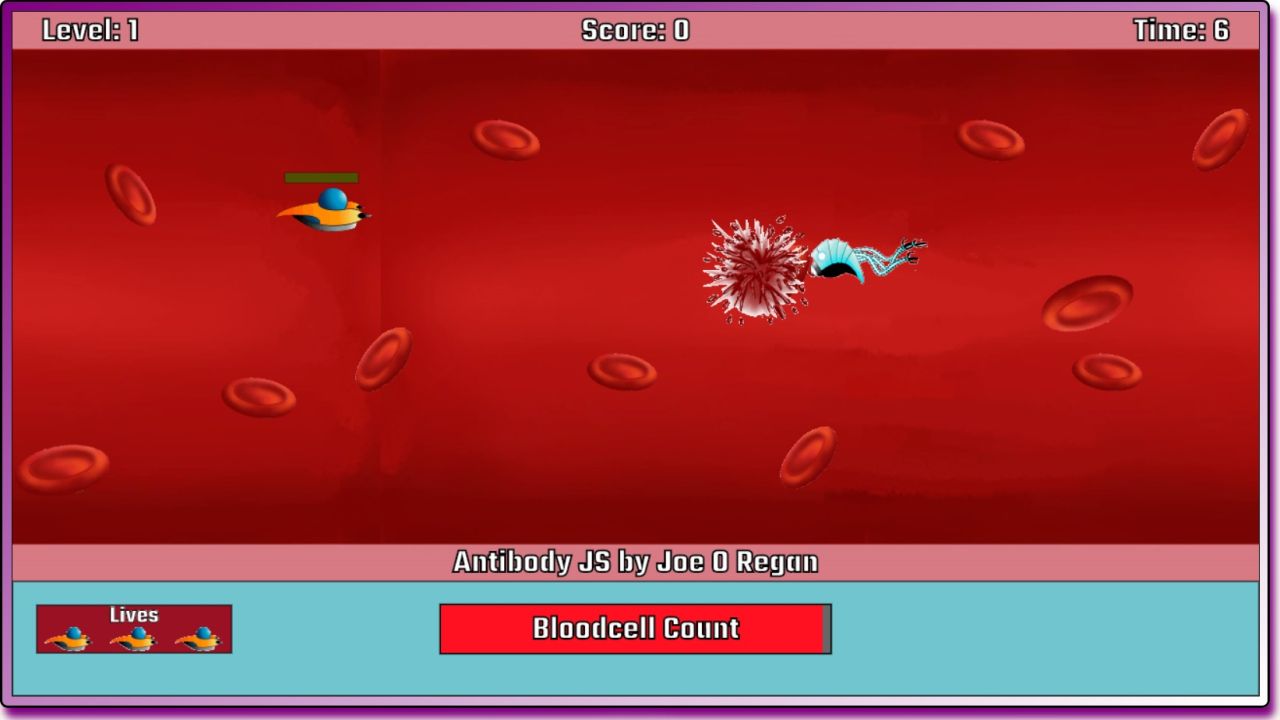 Level: 1
Score: 0
Time: 6
Antibody JS by Joe O Regan
Lives
Bloodcell Count